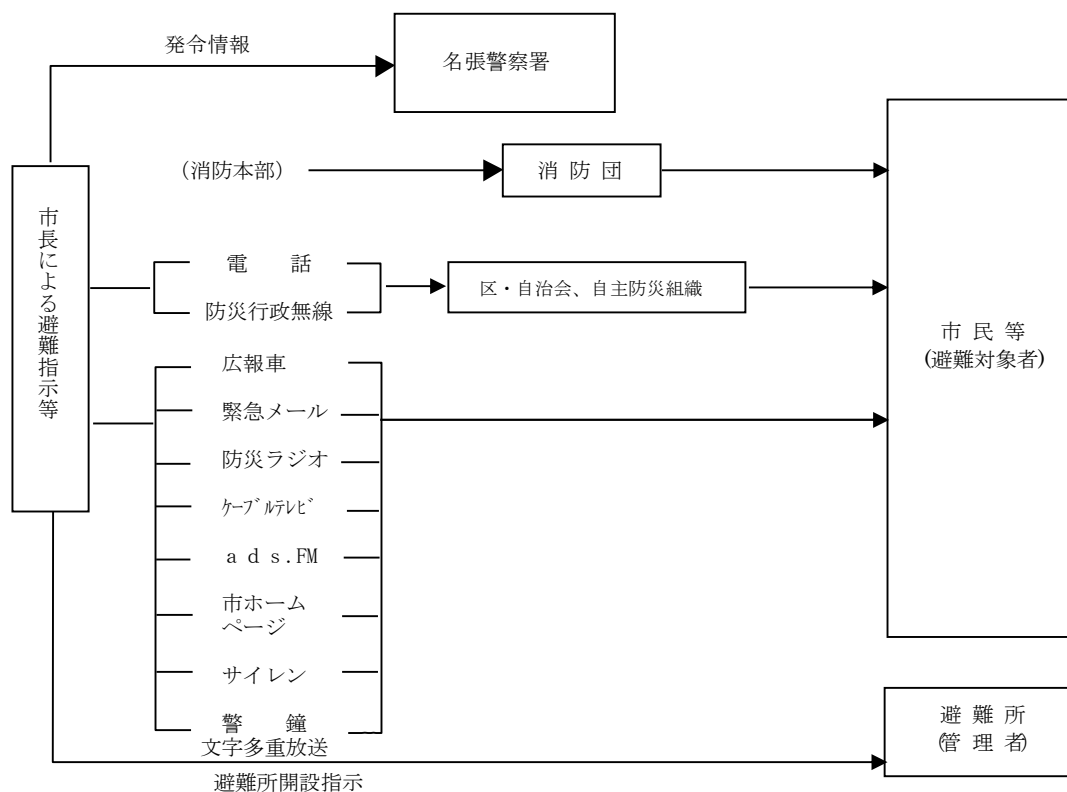 発令情報
名張警察署
(消防本部)
消 防 団
市長による避難指示等
電　　話
防災行政無線
区・自治会、自主防災組織
市 民 等
(避難対象者)
広報車
緊急メール
防災ラジオ
ｹｰﾌﾞﾙﾃﾚﾋﾞ
ａｄｓ.FM
市ホーム
ページ
サイレン
警　　鐘
文字多重放送
避難所開設指示
避 難 所
(管 理 者)